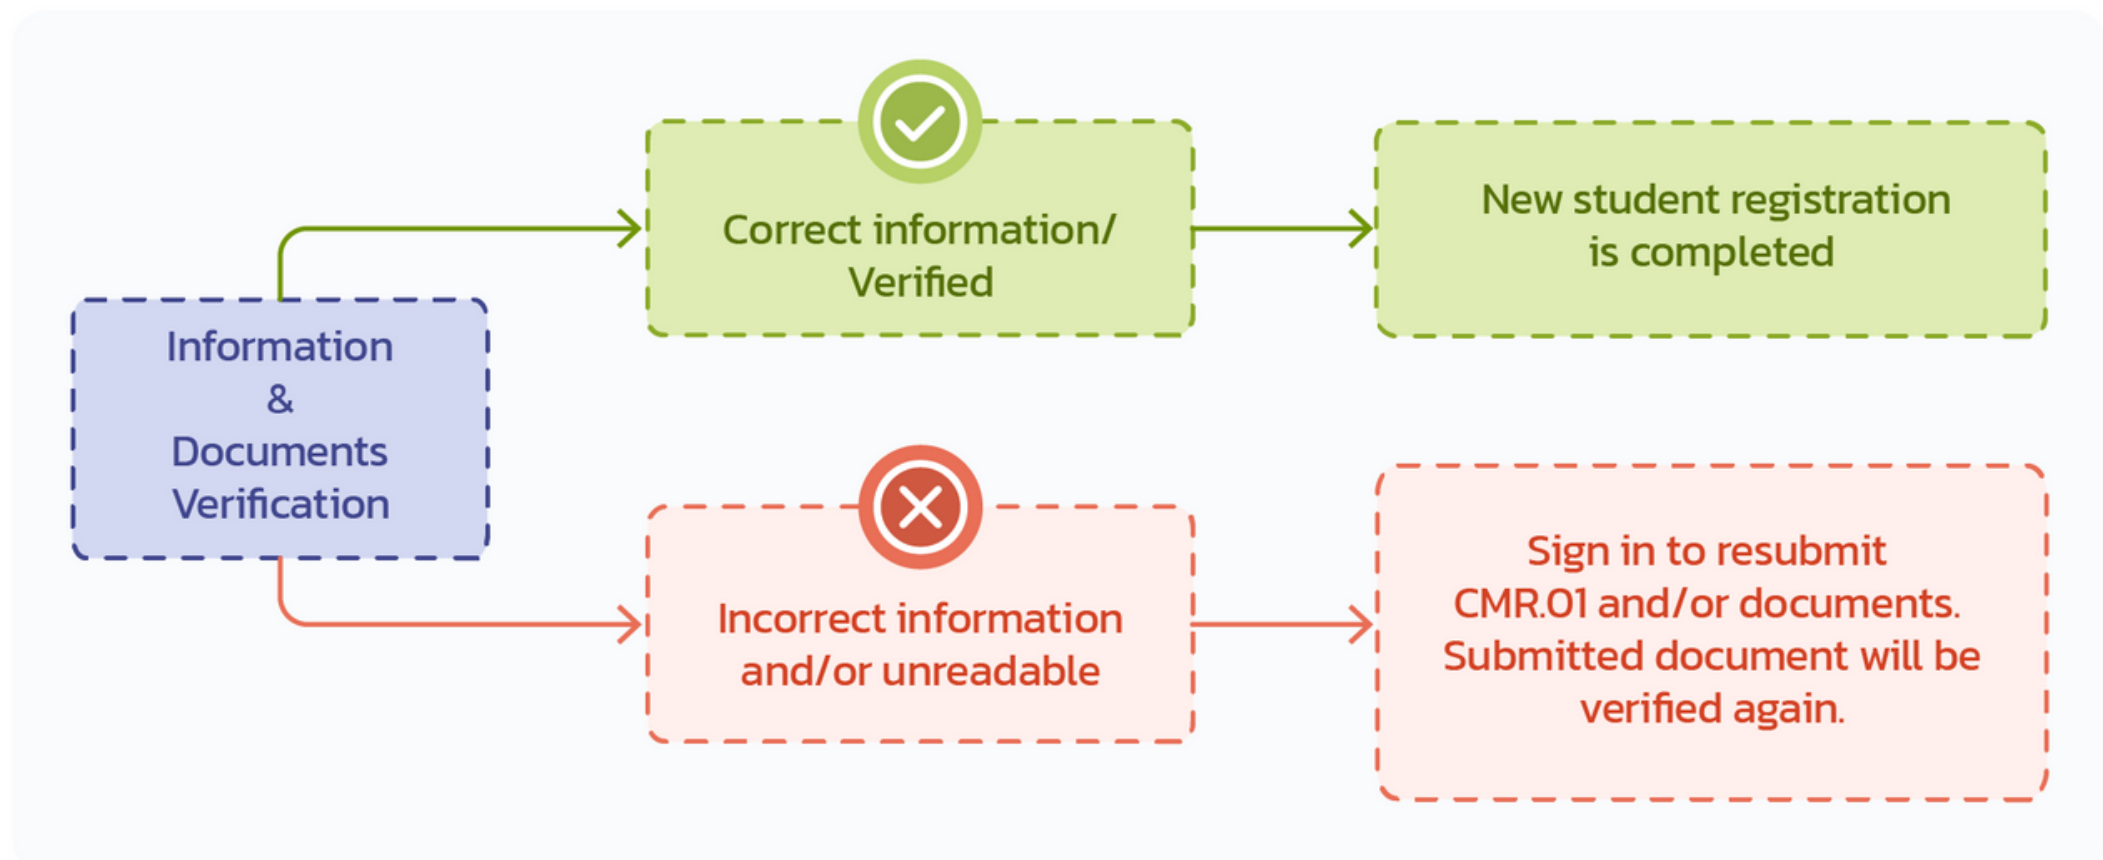 Information
&
Documents
Verification
Correct information/
Verified
New student registration
is completed
Incorrect information
and/or unreadable
Sign in to resubmit
CMR.01 and/or documents.
Submitted document will be
verified again.